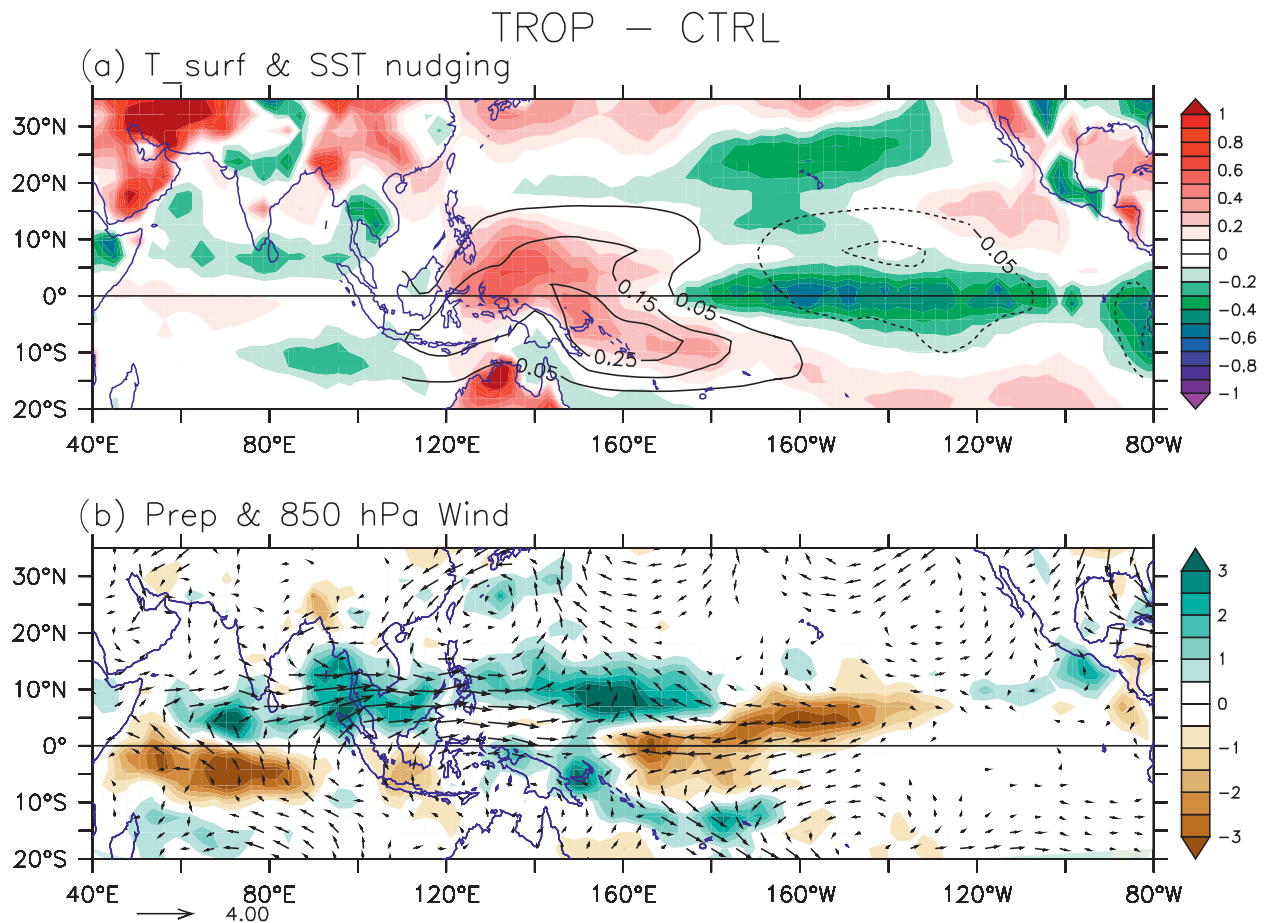 TROP − CTRL
(a) T_surf & SST nudging
30°N
20°N
10°N
0°
10°S
20°S
40°E 80°E 120°E 160°E 160°W 120°W 80°W
0.15
0.05
0.25
0.05
−0.05
1
0.8
0.6
0.4
0.2
0
−0.2
−0.4
−0.6
−0.8
−1
(b) Prep & 850 hPa Wind
30°N
20°N
10°N
0°
10°S
20°S
40°E 80°E 120°E 160°E 160°W 120°W 80°W
4.00
3
2
1
0
−1
−2
−3